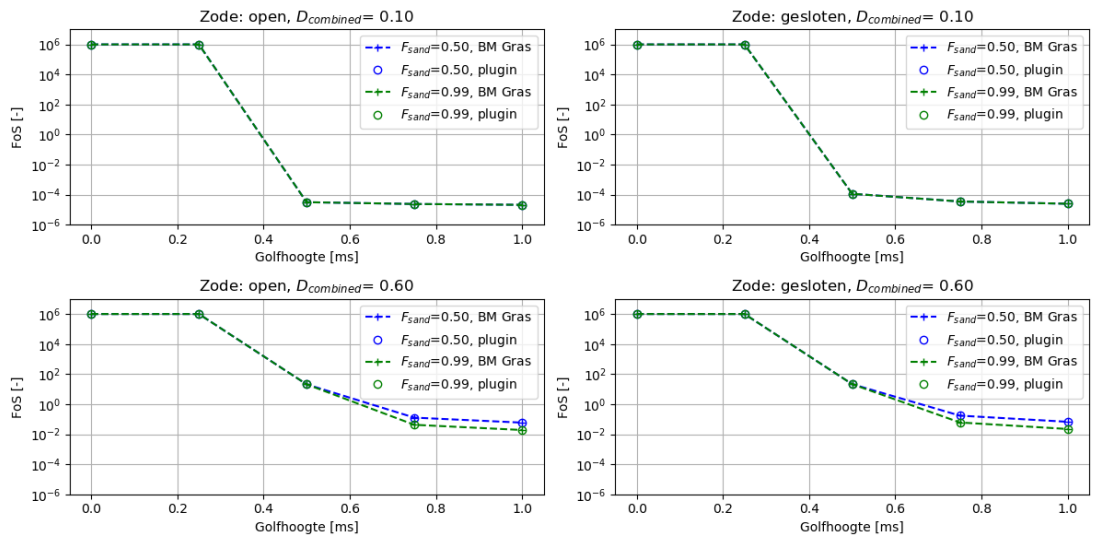 Zode: open, D_combined= 0.10
FoS [-]
10^6
10^4
10^2
10^0
10^-2
10^-4
10^-6
F_sand=0.50, BM Gras
F_sand=0.50, plugin
F_sand=0.99, BM Gras
F_sand=0.99, plugin
0.0 0.2 0.4 0.6 0.8 1.0
Golfhoogte [ms]
Zode: gesloten, D_combined= 0.10
FoS [-]
10^6
10^4
10^2
10^0
10^-2
10^-4
10^-6
F_sand=0.50, BM Gras
F_sand=0.50, plugin
F_sand=0.99, BM Gras
F_sand=0.99, plugin
0.0 0.2 0.4 0.6 0.8 1.0
Golfhoogte [ms]
Zode: open, D_combined= 0.60
FoS [-]
10^6
10^4
10^2
10^0
10^-2
10^-4
10^-6
F_sand=0.50, BM Gras
F_sand=0.50, plugin
F_sand=0.99, BM Gras
F_sand=0.99, plugin
0.0 0.2 0.4 0.6 0.8 1.0
Golfhoogte [ms]
Zode: gesloten, D_combined= 0.60
FoS [-]
10^6
10^4
10^2
10^0
10^-2
10^-4
10^-6
F_sand=0.50, BM Gras
F_sand=0.50, plugin
F_sand=0.99, BM Gras
F_sand=0.99, plugin
0.0 0.2 0.4 0.6 0.8 1.0
Golfhoogte [ms]